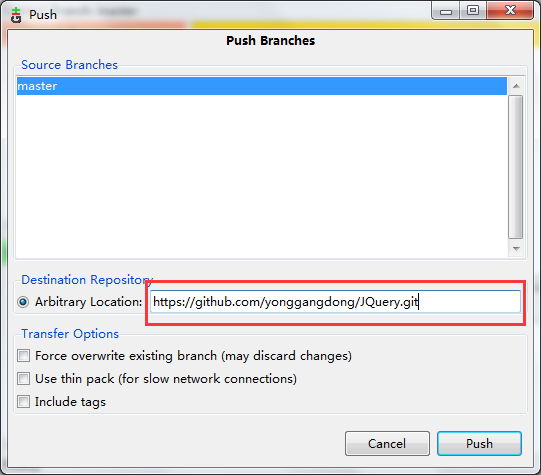 Push
Push Branches
Source Branches
master
Destination Repository
Arbitrary Location: https://github.com/yonggangdong/JQuery.git
Transfer Options
Force overwrite existing branch (may discard changes)
Use thin pack (for slow network connections)
Include tags
Cancel Push